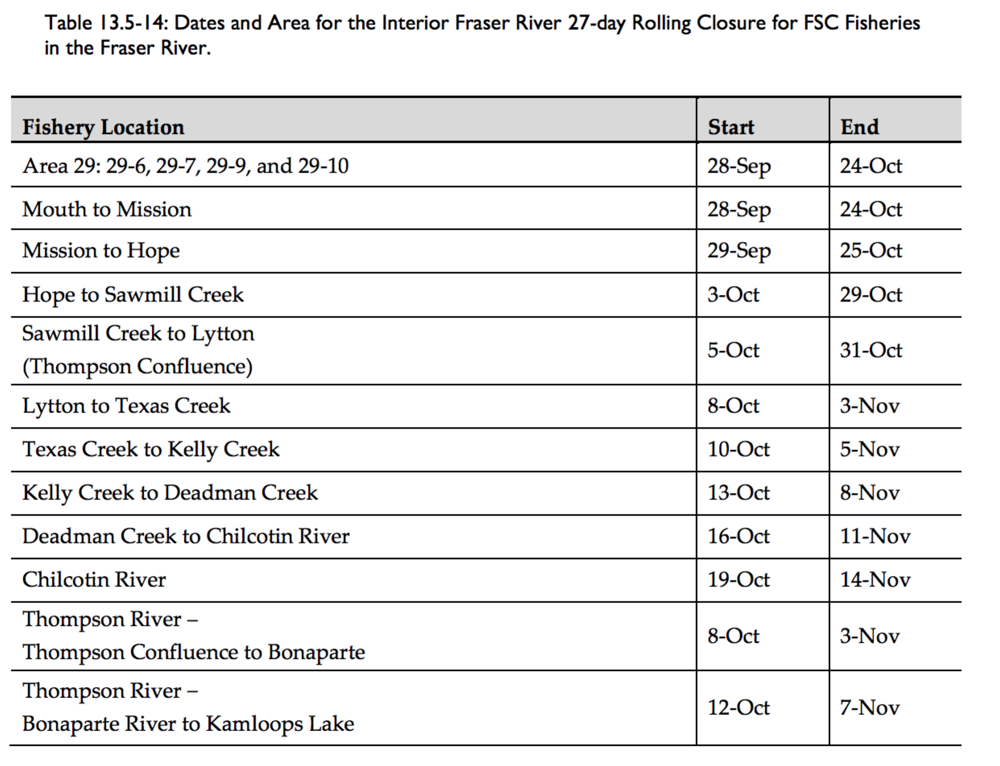 Table 13.5-14: Dates and Area for the Interior Fraser River 27-day Rolling Closure for FSC Fisheries
in the Fraser River.
Fishery Location Start End
Area 29: 29-6, 29-7, 29-9, and 29-10 28-Sep 24-Oct
Mouth to Mission 28-Sep 24-Oct
Mission to Hope 29-Sep 25-Oct
Hope to Sawmill Creek 3-Oct 29-Oct
Sawmill Creek to Lytton
(Thompson Confluence) 5-Oct 31-Oct
Lytton to Texas Creek 8-Oct 3-Nov
Texas Creek to Kelly Creek 10-Oct 5-Nov
Kelly Creek to Deadman Creek 13-Oct 8-Nov
Deadman Creek to Chilcotin River 16-Oct 11-Nov
Chilcotin River 19-Oct 14-Nov
Thompson River –
Thompson Confluence to Bonaparte 8-Oct 3-Nov
Thompson River –
Bonaparte River to Kamloops Lake 12-Oct 7-Nov